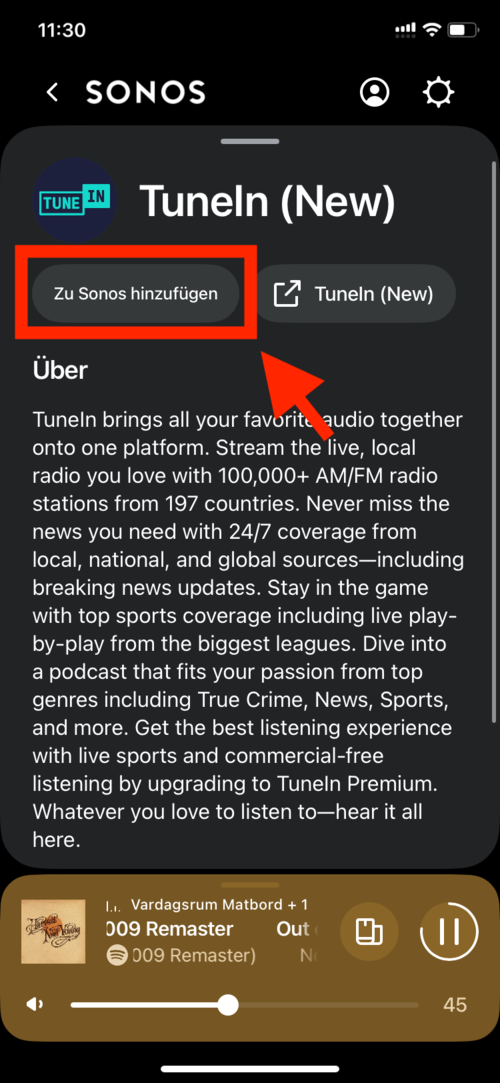 11:30
SONOS
TUNE IN
TuneIn (New)
Zu Sonos hinzufügen
TuneIn (New)
Über
TuneIn brings all your favorite audio together
onto one platform. Stream the live, local
radio you love with 100,000+ AM/FM radio
stations from 197 countries. Never miss the
news you need with 24/7 coverage from
local, national, and global sources—including
breaking news updates. Stay in the game
with top sports coverage including live play-
by-play from the biggest leagues. Dive into
a podcast that fits your passion from top
genres including True Crime, News, Sports,
and more. Get the best listening experience
with live sports and commercial-free
listening by upgrading to TuneIn Premium.
Whatever you love to listen to—hear it all
here.
Vardagsrum Matbord + 1
009 Remaster Out
009 Remaster) N
45